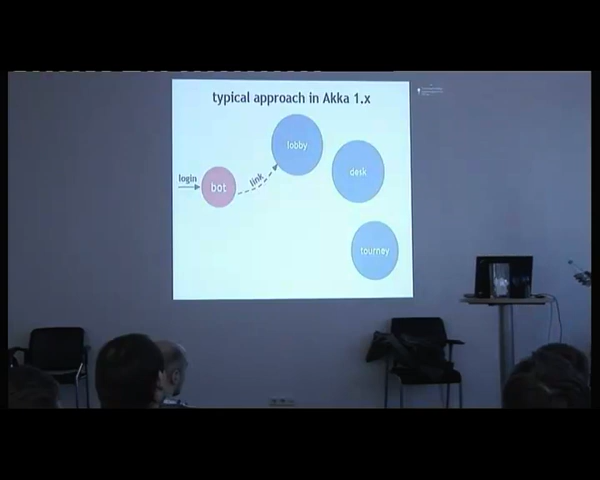 typical approach in Akka 1.x
lobby
login
bot
link
desk
tourney